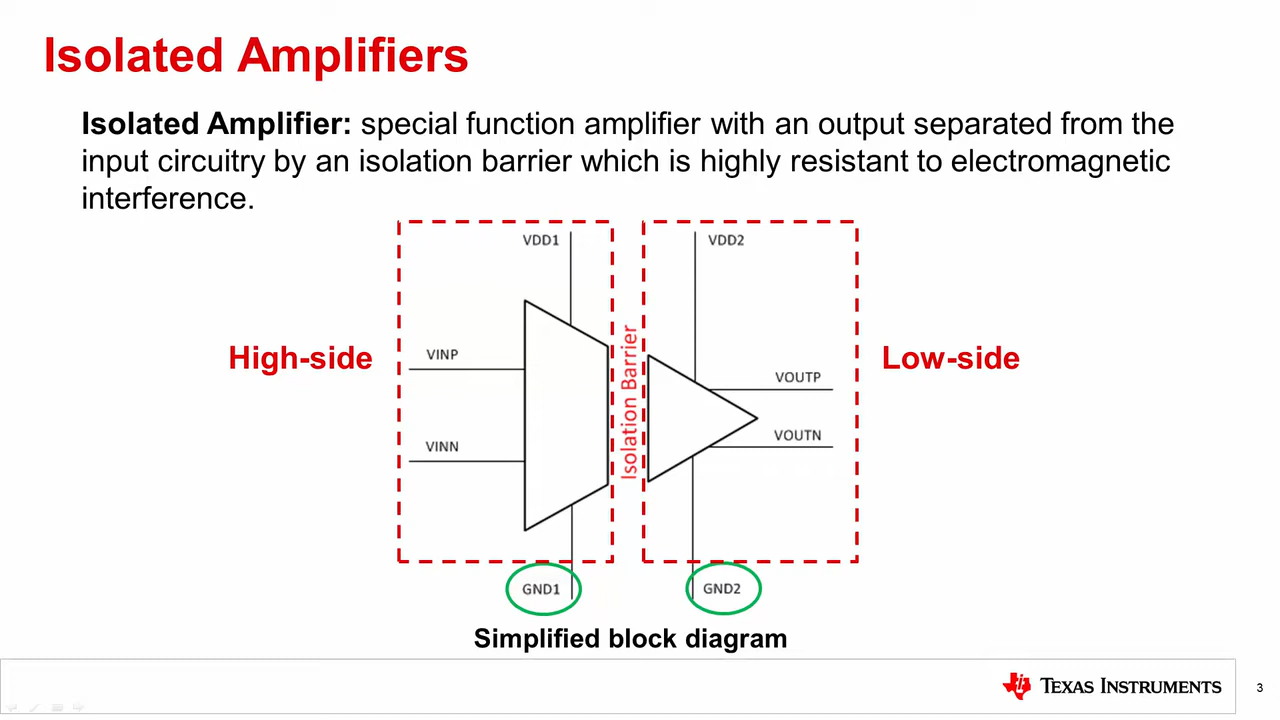 Isolated Amplifiers
Isolated Amplifier: special function amplifier with an output separated from the
input circuitry by an isolation barrier which is highly resistant to electromagnetic
interference.
VDD1
VDD2
High-side
VINP
VINN
Isolation Barrier
VOUTP
VOUTN
Low-side
GND1
GND2
Simplified block diagram
TEXAS INSTRUMENTS
3